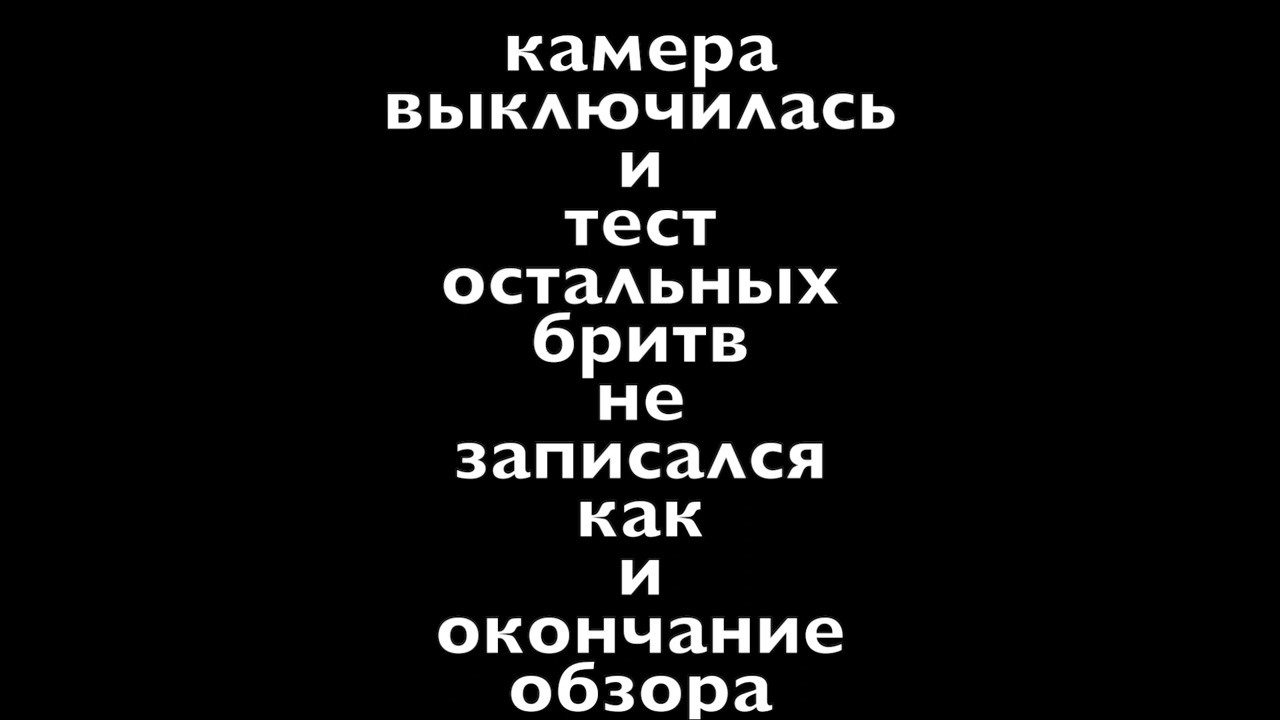 камера
выключилась
и
тест
остальных
бритв
не
записался
как
и
окончание
обзора